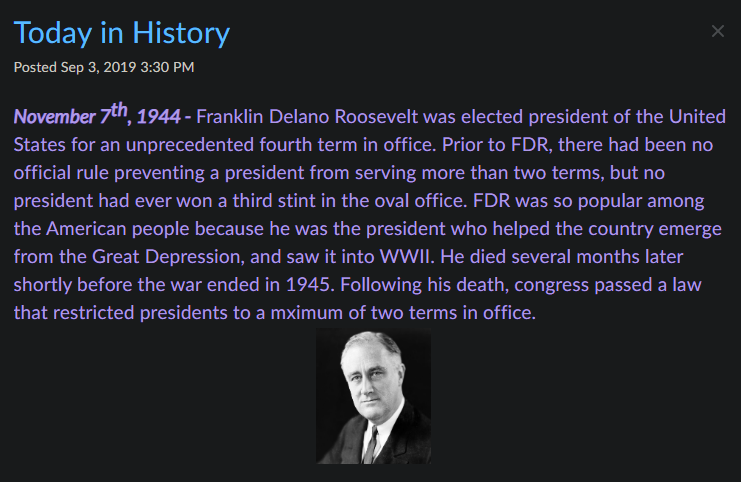 Today in History
Posted Sep 3, 2019 3:30 PM
November 7th, 1944 - Franklin Delano Roosevelt was elected president of the United
States for an unprecedented fourth term in office. Prior to FDR, there had been no
official rule preventing a president from serving more than two terms, but no
president had ever won a third stint in the oval office. FDR was so popular among
the American people because he was the president who helped the country emerge
from the Great Depression, and saw it into WWII. He died several months later
shortly before the war ended in 1945. Following his death, congress passed a law
that restricted presidents to a mximum of two terms in office.